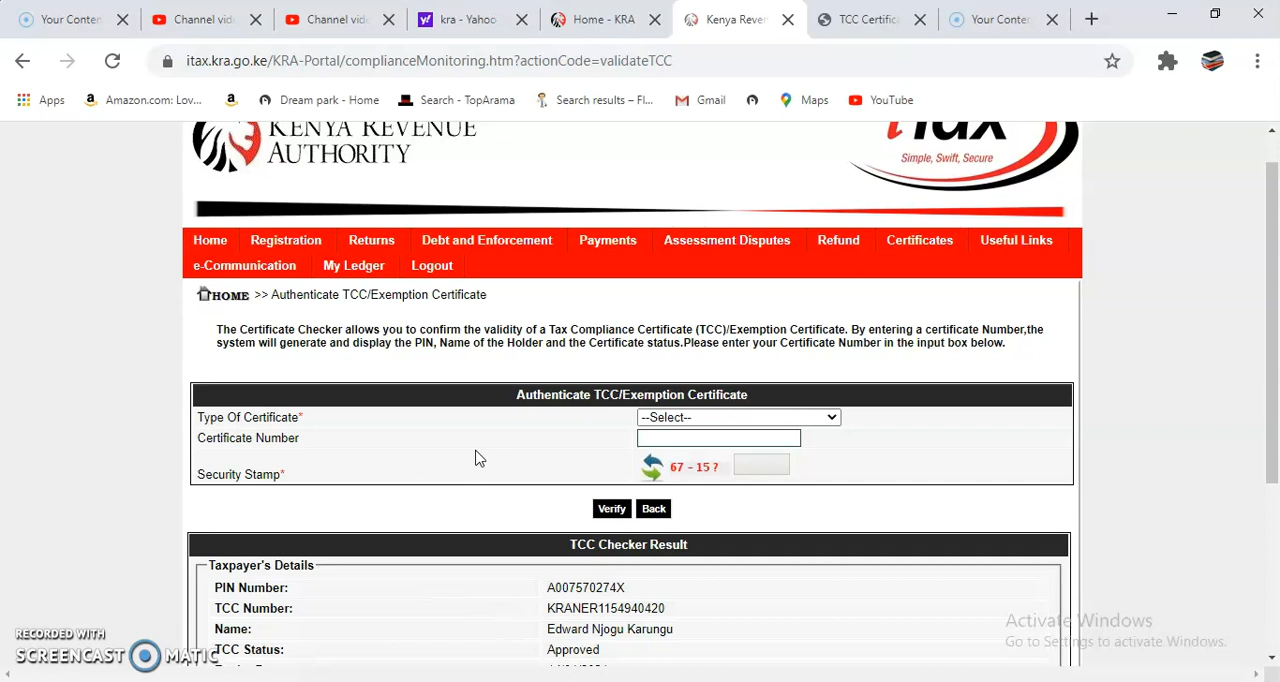 Your Conten
Channel vide
Channel vide
kra - Yahoo
Home - KRA
Kenya Rever
TCC Certifica
Your Conten
itax.kra.go.ke/KRA-Portal/complianceMonitoring.htm?actionCode=validateTCC
Apps
Amazon.com: Lov...
Dream park - Home
Search - TopArama
Search results – Fl...
Gmail
Maps
YouTube
KENYA REVENUE
AUTHORITY
iTax
Simple, Swift, Secure
Home Registration Returns Debt and Enforcement Payments Assessment Disputes Refund Certificates Useful Links
e-Communication My Ledger Logout
HOME >> Authenticate TCC/Exemption Certificate
The Certificate Checker allows you to confirm the validity of a Tax Compliance Certificate (TCC)/Exemption Certificate. By entering a certificate Number,the
system will generate and display the PIN, Name of the Holder and the Certificate status.Please enter your Certificate Number in the input box below.
Authenticate TCC/Exemption Certificate
Type Of Certificate* --Select--
Certificate Number
Security Stamp* 67 - 15 ?
Verify Back
TCC Checker Result
Taxpayer's Details
PIN Number: A007570274X
TCC Number: KRANER1154940420
Name: Edward Njogu Karungu
TCC Status: Approved
Activate Windows
Go to Settings to activate Windows.
RECORDED WITH
SCREENCAST MATIC